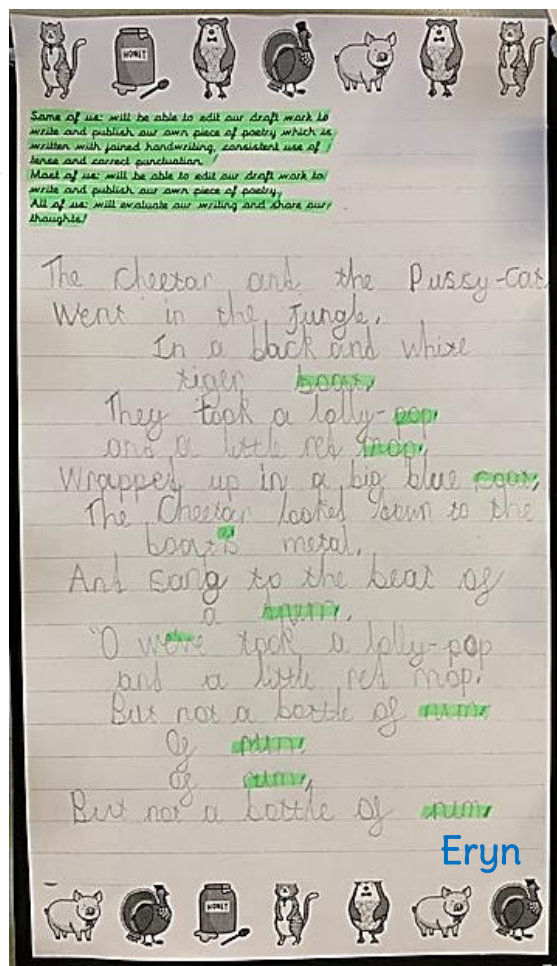 HONEY
Some of us: will be able to edit our draft work to
write and publish our own piece of poetry which is
written with joined handwriting, consistent use of
tense and correct punctuation.
Most of us: will be able to edit our draft work to
write and publish our own piece of poetry.
All of us: will evaluate our writing and share our
thoughts!
The Cheetar and the Pussy-Cat,
Went in the Jungle,
In a back and white
tiger boat,
They took a lolly-pop
and a little red mop,
Wrapped up in a big blue coat,
The Cheetar looked down to the
boat's metal,
And sang to the beat of
a drum,
"O we've took a lolly-pop
and a little red mop.
But not a bottle of rum,
Of rum,
of rum,
But not a bottle of rum,
Eryn
HONEY